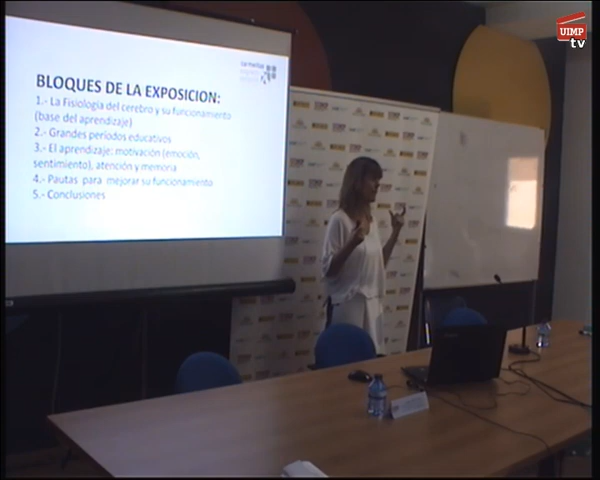 UIMP
tv
BLOQUES DE LA EXPOSICION:
1.- La Fisiología del cerebro y su funcionamiento
(base del aprendizaje)
2.- Grandes períodos educativos
3.- El aprendizaje: motivación (emoción,
sentimiento), atención y memoria
4.- Pautas para mejorar su funcionamiento
5.- Conclusiones